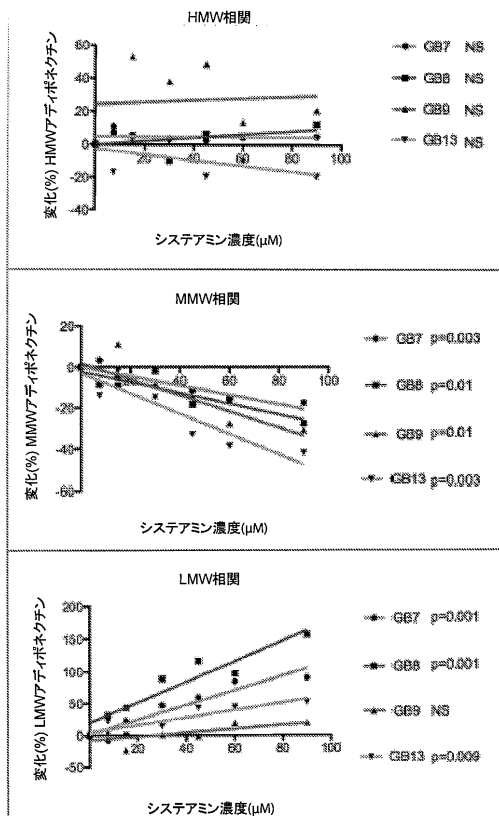 HMW相関
変化(%) HMWアディポネクチン
60
40
20
0
-20
-40
20
40
60
80
100
システアミン濃度(μM)
GB7 NS
GB8 NS
GB9 NS
GB13 NS
MMW相関
変化(%) MMWアディポネクチン
20
0
-20
-40
-60
20
40
60
80
100
システアミン濃度(μM)
GB7 p=0.003
GB8 p=0.01
GB9 p=0.01
GB13 p=0.003
LMW相関
変化(%) LMWアディポネクチン
200
150
100
50
0
-50
20
40
60
80
100
システアミン濃度(μM)
GB7 p=0.001
GB8 p=0.001
GB9 NS
GB13 p=0.009